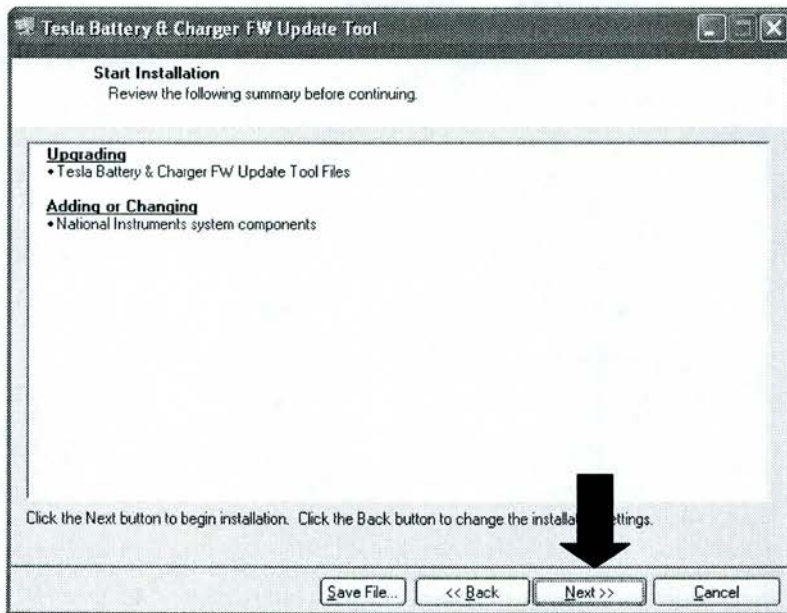 Tesla Battery & Charger FW Update Tool
Start Installation
Review the following summary before continuing.
Upgrading
• Tesla Battery & Charger FW Update Tool Files
Adding or Changing
• National Instruments system components
Click the Next button to begin installation. Click the Back button to change the installa ettings.
Save File... << Back Next >> Cancel